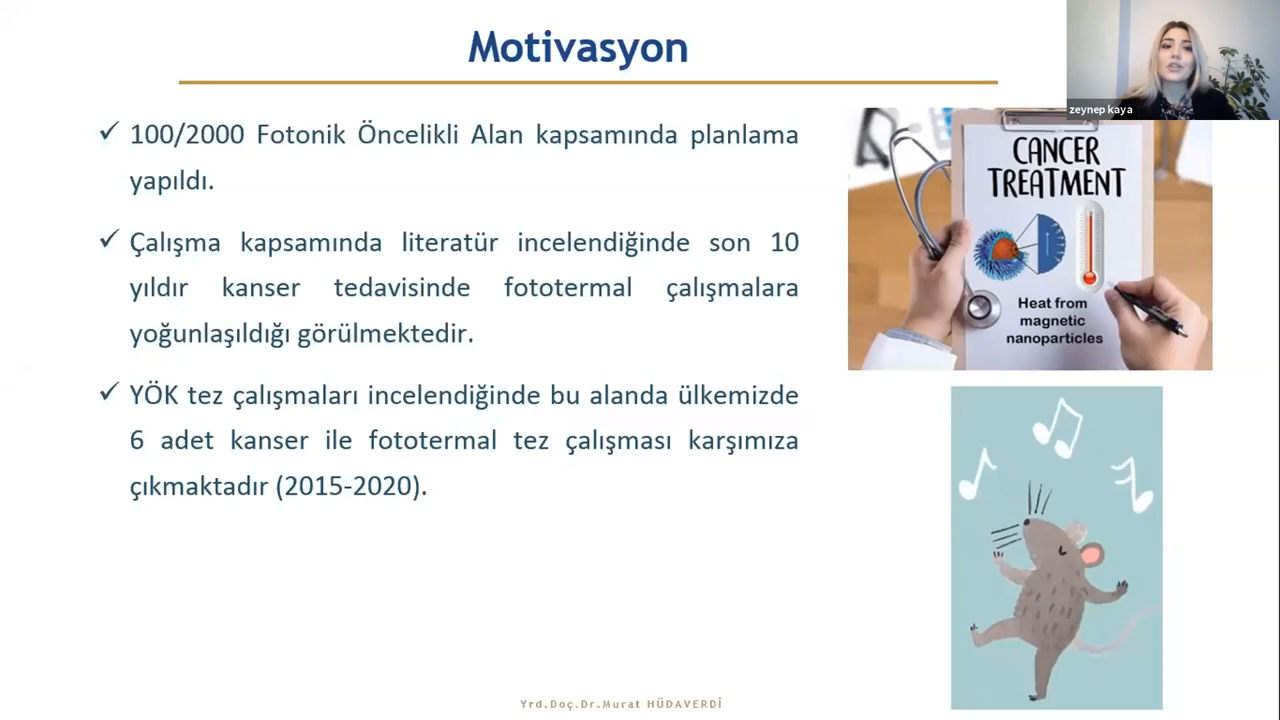 Motivasyon
zeynep kaya
✓ 100/2000 Fotonik Öncelikli Alan kapsamında planlama
yapıldı.
✓ Çalışma kapsamında literatür incelendiğinde son 10
yıldır kanser tedavisinde fototermal çalışmalara
yoğunlaşıldığı görülmektedir.
✓ YÖK tez çalışmaları incelendiğinde bu alanda ülkemizde
6 adet kanser ile fototermal tez çalışması karşımıza
çıkmaktadır (2015-2020).
CANCER
TREATMENT
Heat from
magnetic
nanoparticles
Yrd.Doç.Dr.Murat HÜDAVERDİ